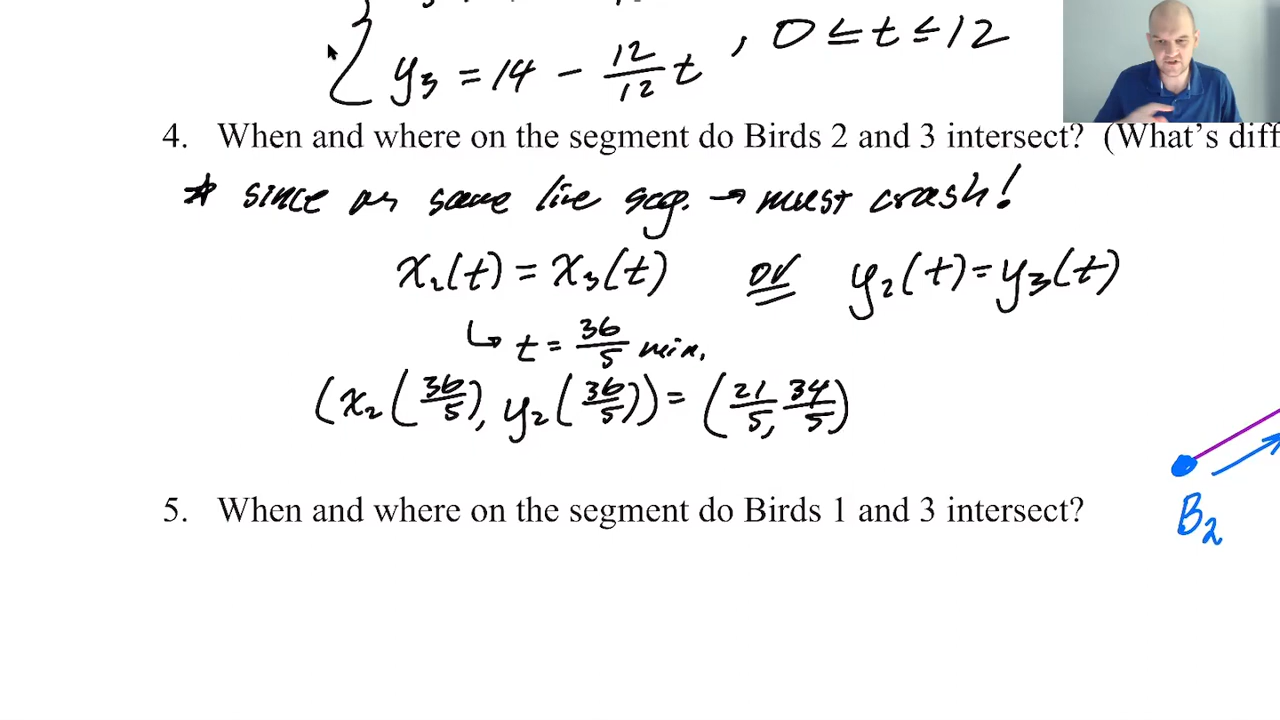 y₃ = 14 − 12/12 t , 0 ≤ t ≤ 12
4. When and where on the segment do Birds 2 and 3 intersect? (What's diff
* since on same line seg. → must crash!
x₂(t) = x₃(t) or y₂(t) = y₃(t)
↳ t = 36/5 min.
(x₂(36/5), y₂(36/5)) = (21/5, 34/5)
5. When and where on the segment do Birds 1 and 3 intersect?
B₂